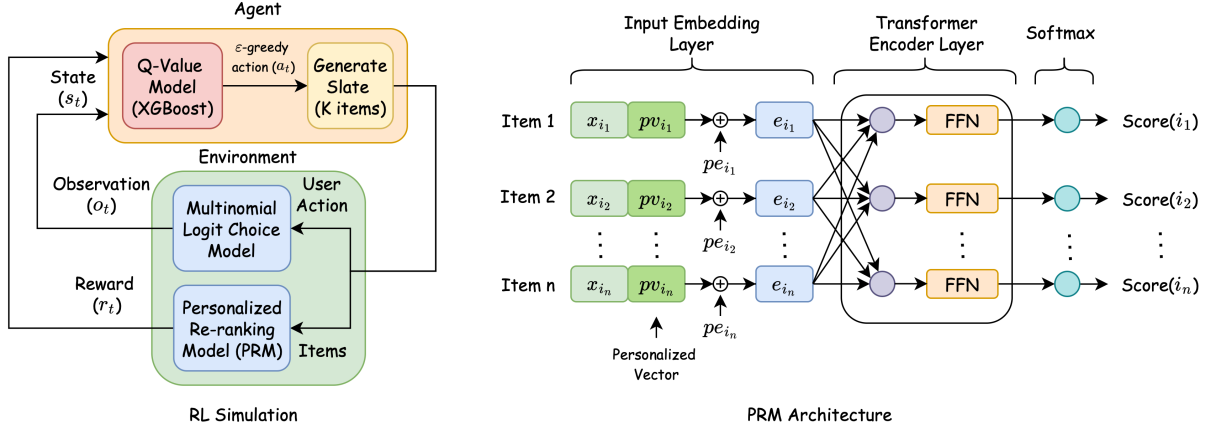 Agent
Q-Value
Model
(XGBoost)
ε-greedy
action (a_t)
Generate
Slate
(K items)
State
(s_t)
Environment
Observation
(o_t)
User
Action
Multinomial
Logit Choice
Model
Reward
(r_t)
Personalized
Re-ranking
Model (PRM)
Items
RL Simulation
Input Embedding
Layer
Transformer
Encoder Layer
Softmax
Item 1 x_{i_1} pv_{i_1} + e_{i_1} FFN Score(i_1)
pe_{i_1}
Item 2 x_{i_2} pv_{i_2} + e_{i_2} FFN Score(i_2)
pe_{i_2}
Item n x_{i_n} pv_{i_n} + e_{i_n} FFN Score(i_n)
pe_{i_n}
Personalized
Vector
PRM Architecture